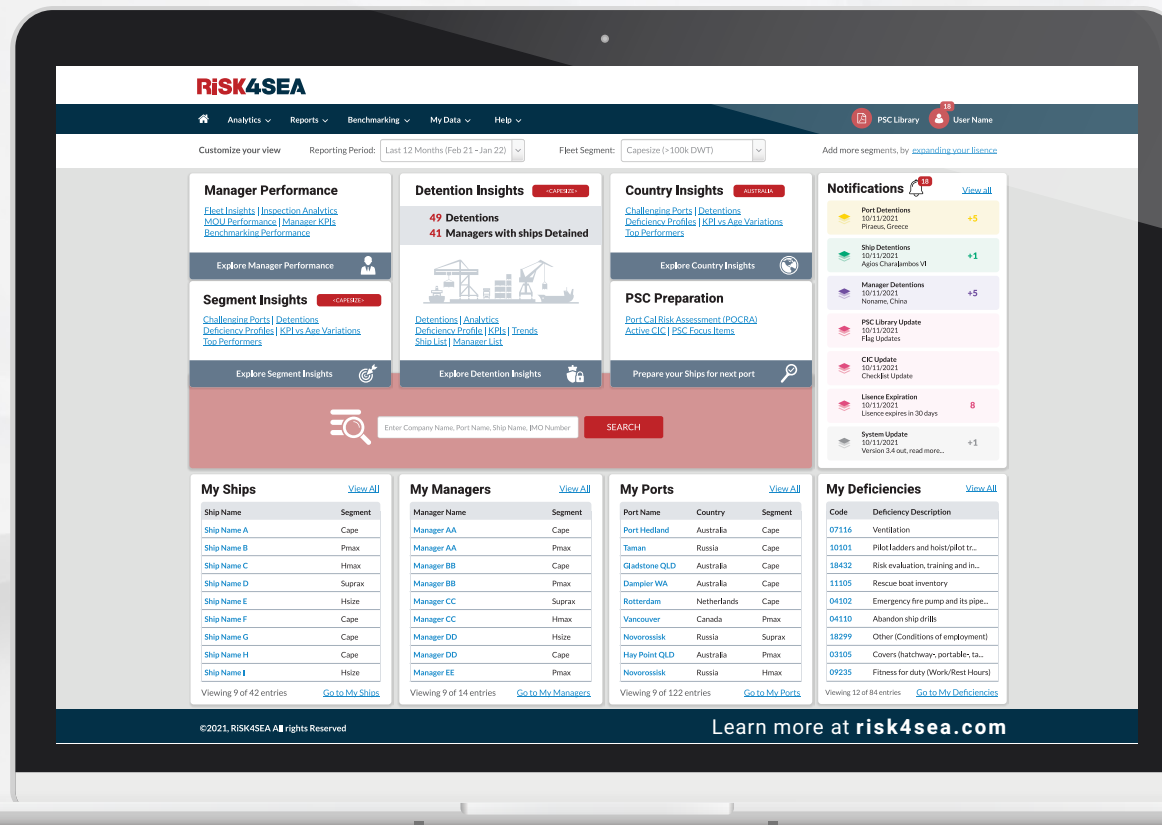 RiSK4SEA
Analytics Reports Benchmarking My Data Help PSC Library 18 User Name
Customize your view Reporting Period: Last 12 Months (Feb 21 - Jan 22) Fleet Segment: Capesize (>100k DWT) Add more segments, by expanding your lisence
Manager Performance
Fleet Insights | Inspection Analytics
MOU Performance | Manager KPIs
Benchmarking Performance
Explore Manager Performance
Detention Insights <CAPESIZE>
49 Detentions
41 Managers with ships Detained
Detentions | Analytics
Deficiency Profile | KPIs | Trends
Ship List | Manager List
Explore Detention Insights
Country Insights AUSTRALIA
Challenging Ports | Detentions
Deficiency Profiles | KPI vs Age Variations
Top Performers
Explore Country Insights
Segment Insights <CAPESIZE>
Challenging Ports | Detentions
Deficiency Profiles | KPI vs Age Variations
Top Performers
Explore Segment Insights
PSC Preparation
Port Cal Risk Assessment (POCRA)
Active CIC | PSC Focus Items
Prepare your Ships for next port
Notifications 18 View all
Port Detentions
10/11/2021 +5
Piraeus, Greece
Ship Detentions
10/11/2021 +1
Agios Charalambos VI
Manager Detentions
10/11/2021 +5
Noname, China
PSC Library Update
10/11/2021
Flag Updates
CIC Update
10/11/2021
Checklist Update
Lisence Expiration
10/11/2021 8
Lisence expires in 30 days
System Update
10/11/2021 +1
Version 3.4 out, read more...
Enter Company Name, Port Name, Ship Name, IMO Number SEARCH
My Ships View All
Ship Name Segment
Ship Name A Cape
Ship Name B Pmax
Ship Name C Hmax
Ship Name D Suprax
Ship Name E Hsize
Ship Name F Cape
Ship Name G Cape
Ship Name H Cape
Ship Name I Hsize
Viewing 9 of 42 entries Go to My Ships
My Managers View All
Manager Name Segment
Manager AA Cape
Manager AA Pmax
Manager BB Cape
Manager BB Pmax
Manager CC Suprax
Manager CC Hmax
Manager DD Hsize
Manager DD Cape
Manager EE Pmax
Viewing 9 of 14 entries Go to My Managers
My Ports View All
Port Name Country Segment
Port Hedland Australia Cape
Taman Russia Cape
Gladstone QLD Australia Cape
Dampier WA Australia Cape
Rotterdam Netherlands Cape
Vancouver Canada Pmax
Novorossisk Russia Suprax
Hay Point QLD Australia Pmax
Novorossisk Russia Hmax
Viewing 9 of 122 entries Go to My Ports
My Deficiencies View All
Code Deficiency Description
07116 Ventilation
10101 Pilot ladders and hoist/pilot tr...
18432 Risk evaluation, training and in...
11105 Rescue boat inventory
04102 Emergency fire pump and its pipe...
04110 Abandon ship drills
18299 Other (Conditions of employment)
03105 Covers (hatchway-, portable-, ta...
09235 Fitness for duty (Work/Rest Hours)
Viewing 12 of 84 entries Go to My Deficiencies
©2021, RiSK4SEA All rights Reserved
Learn more at risk4sea.com